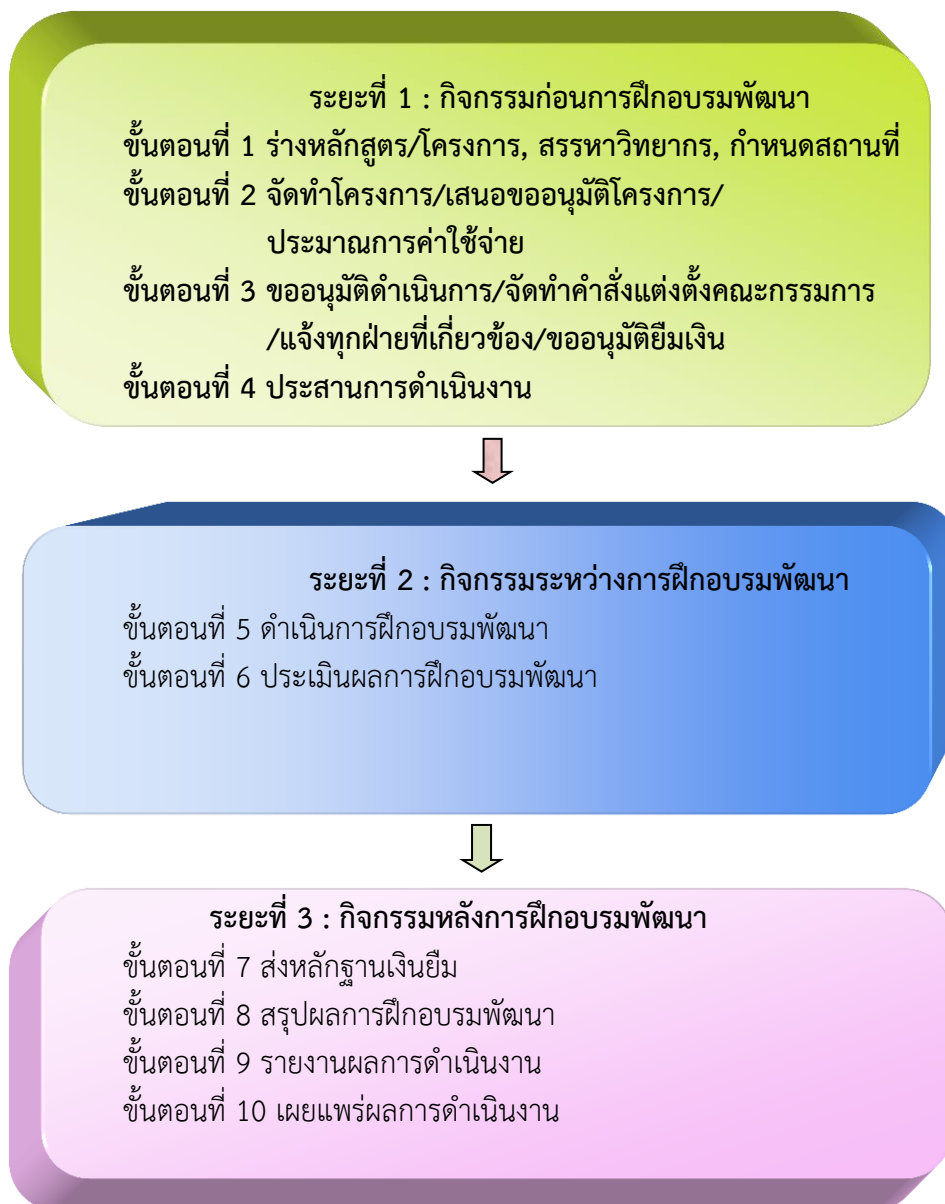 ระยะที่ 1 : กิจกรรมก่อนการฝึกอบรมพัฒนา
ขั้นตอนที่ 1 ร่างหลักสูตร/โครงการ, สรรหาวิทยากร, กำหนดสถานที่
ขั้นตอนที่ 2 จัดทำโครงการ/เสนอขออนุมัติโครงการ/
ประมาณการค่าใช้จ่าย
ขั้นตอนที่ 3 ขออนุมัติดำเนินการ/จัดทำคำสั่งแต่งตั้งคณะกรรมการ
/แจ้งทุกฝ่ายที่เกี่ยวข้อง/ขออนุมัติยืมเงิน
ขั้นตอนที่ 4 ประสานการดำเนินงาน
ระยะที่ 2 : กิจกรรมระหว่างการฝึกอบรมพัฒนา
ขั้นตอนที่ 5 ดำเนินการฝึกอบรมพัฒนา
ขั้นตอนที่ 6 ประเมินผลการฝึกอบรมพัฒนา
ระยะที่ 3 : กิจกรรมหลังการฝึกอบรมพัฒนา
ขั้นตอนที่ 7 ส่งหลักฐานเงินยืม
ขั้นตอนที่ 8 สรุปผลการฝึกอบรมพัฒนา
ขั้นตอนที่ 9 รายงานผลการดำเนินงาน
ขั้นตอนที่ 10 เผยแพร่ผลการดำเนินงาน